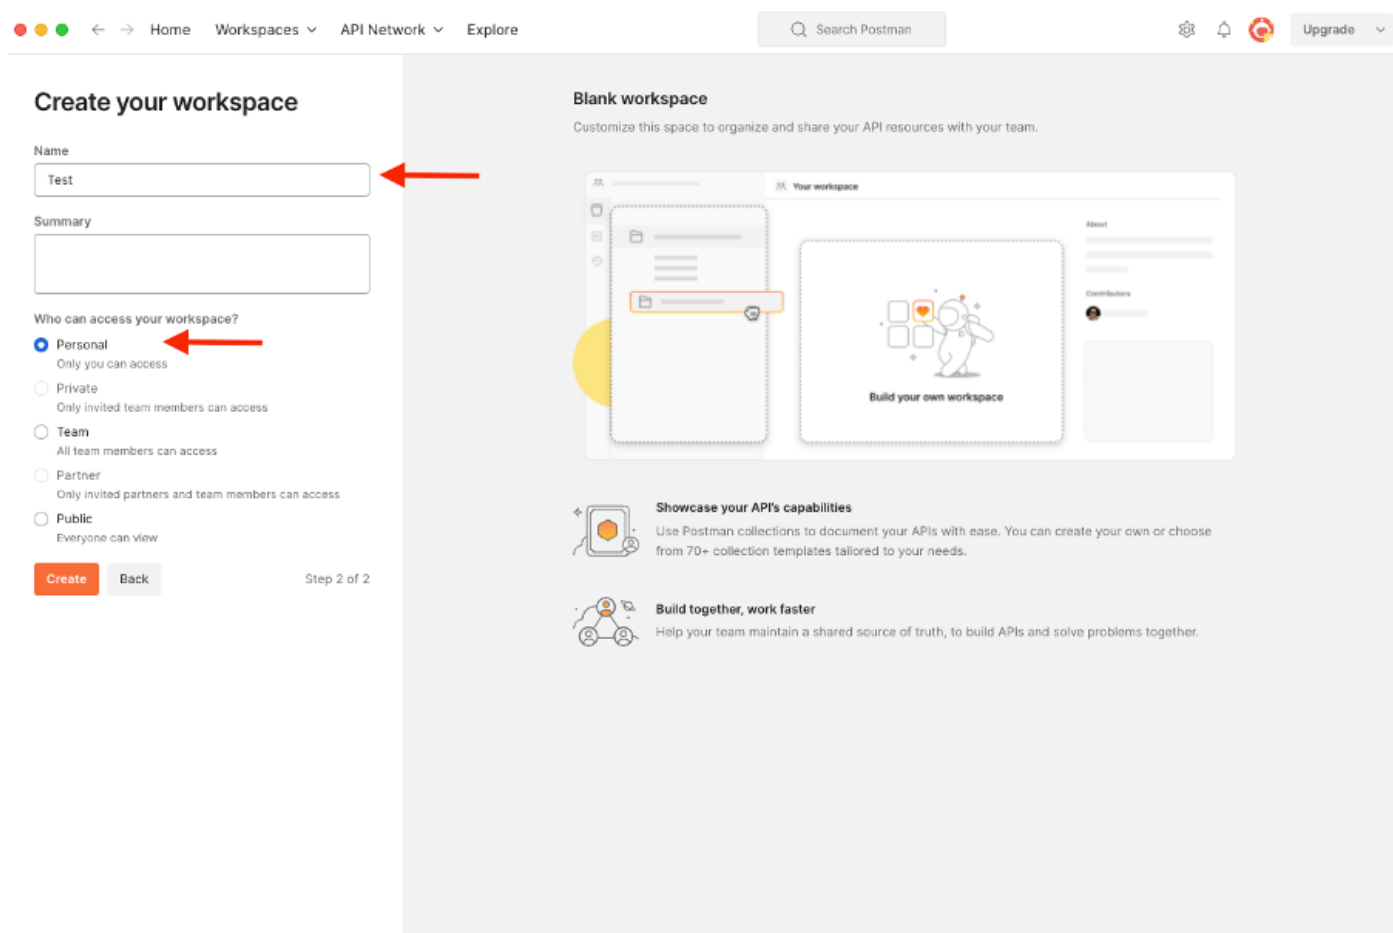 Home Workspaces API Network Explore Search Postman Upgrade
Create your workspace
Name
Test
Summary
Who can access your workspace?
Personal
Only you can access
Private
Only invited team members can access
Team
All team members can access
Partner
Only invited partners and team members can access
Public
Everyone can view
Create Back Step 2 of 2
Blank workspace
Customize this space to organize and share your API resources with your team.
Your workspace
About
Contributors
Build your own workspace
Showcase your API's capabilities
Use Postman collections to document your APIs with ease. You can create your own or choose
from 70+ collection templates tailored to your needs.
Build together, work faster
Help your team maintain a shared source of truth, to build APIs and solve problems together.